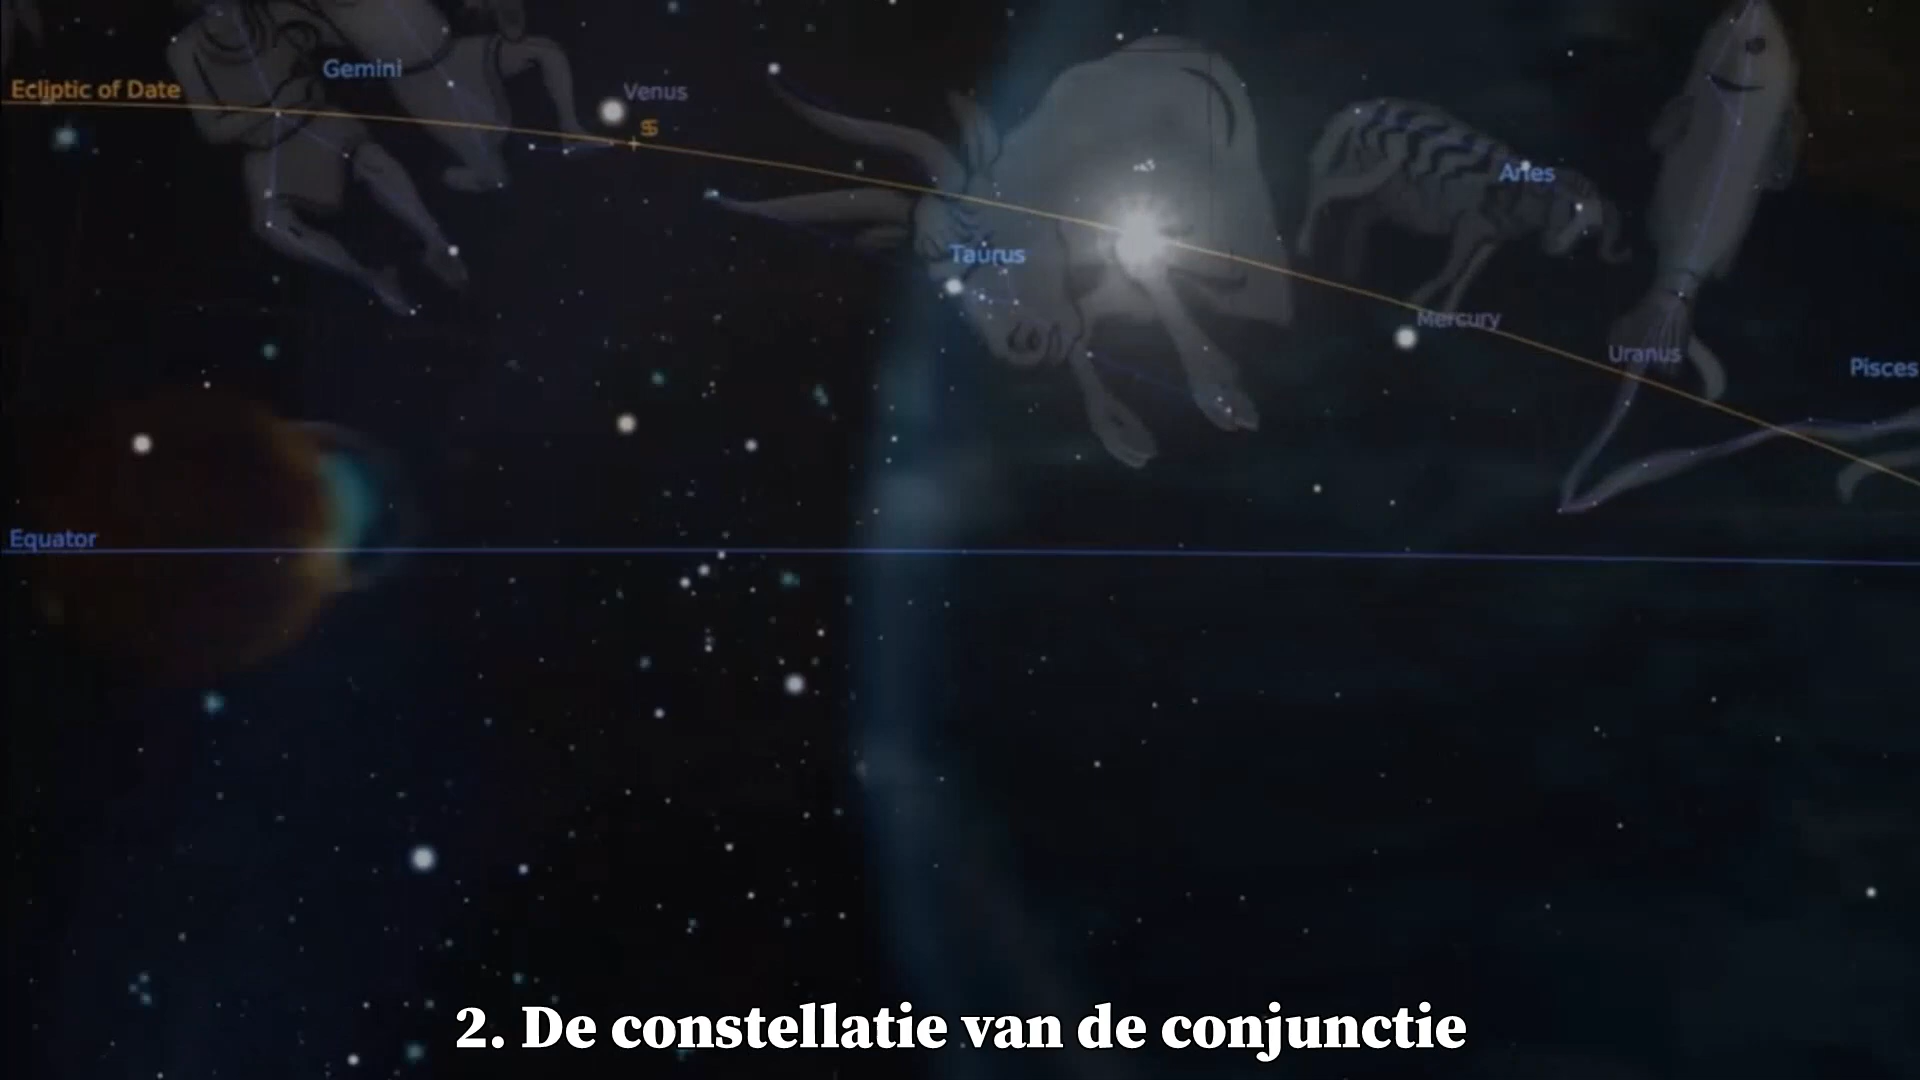 Gemini
Ecliptic of Date
Venus
♋
Aries
Taurus
Mercury
Uranus
Pisces
Equator
2. De constellatie van de conjunctie